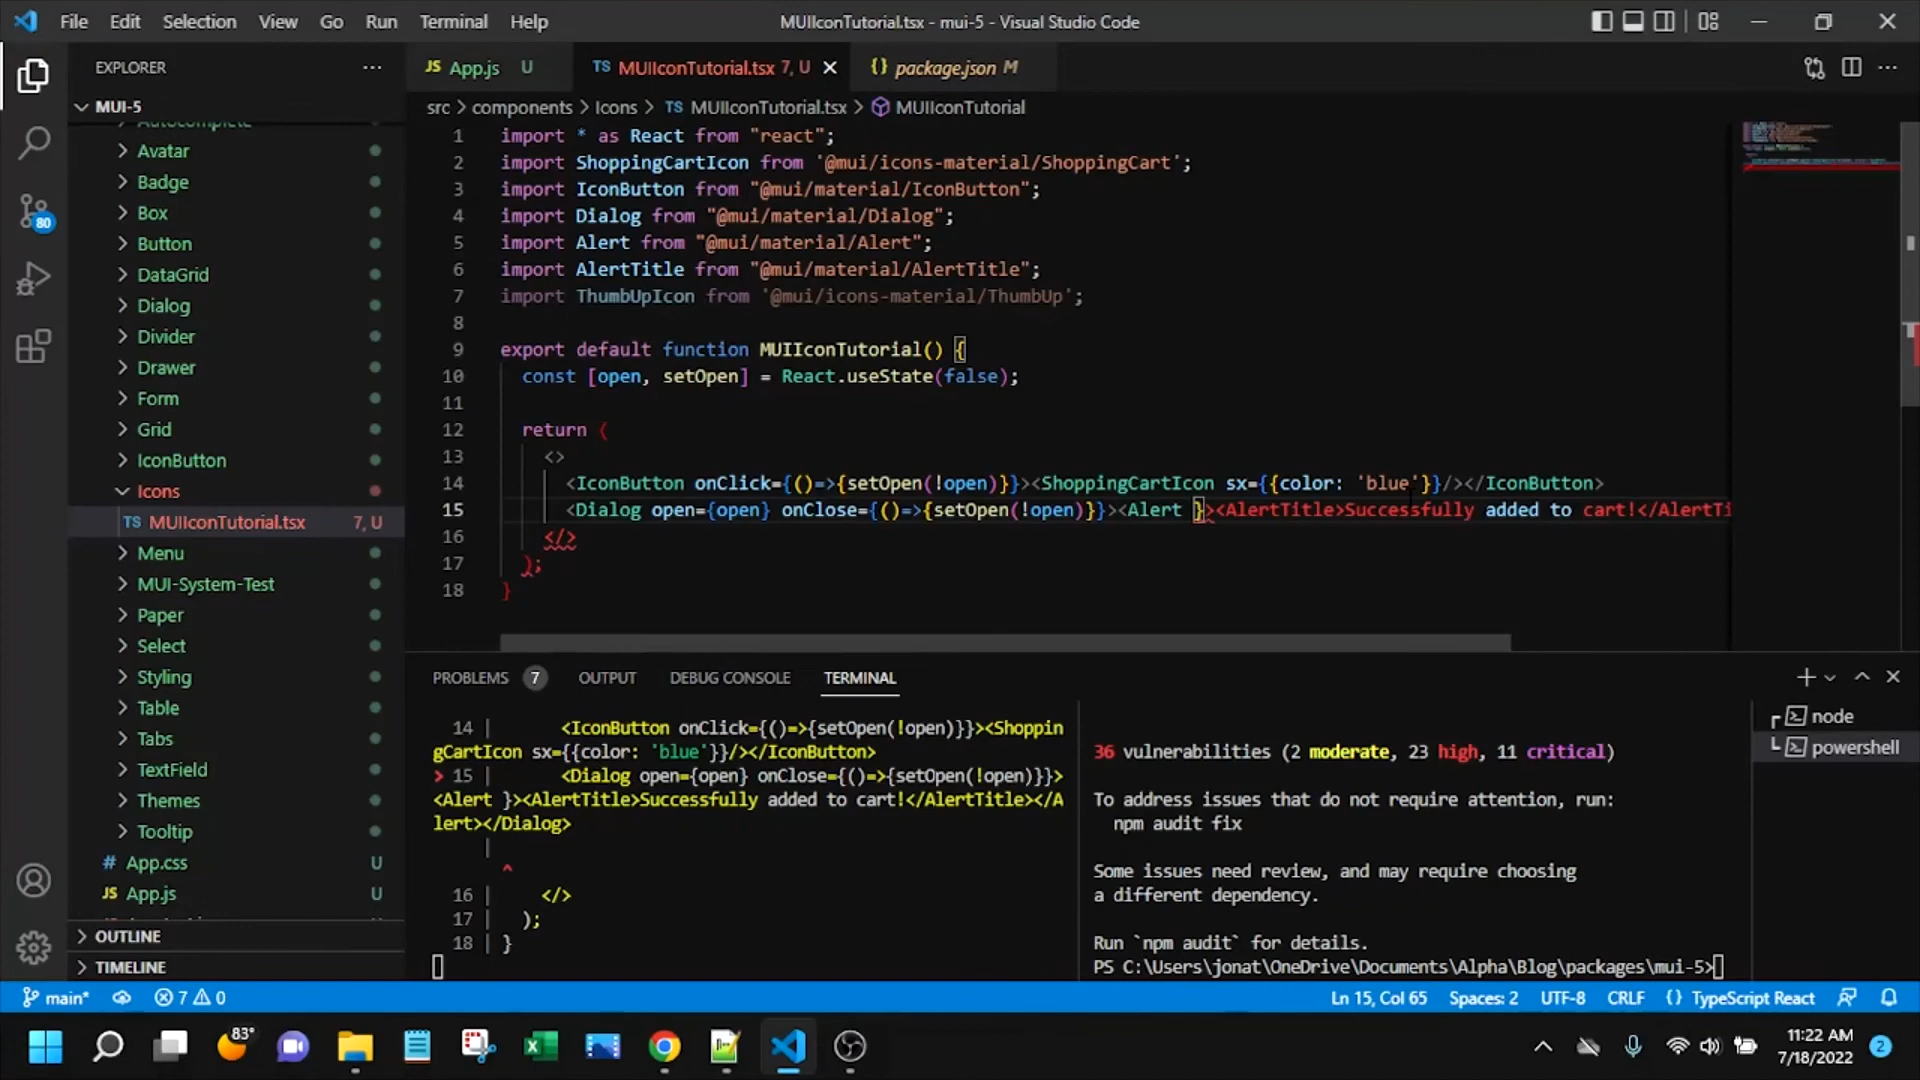 File Edit Selection View Go Run Terminal Help
MUIIconTutorial.tsx - mui-5 - Visual Studio Code
EXPLORER
JS App.js U
TS MUIIconTutorial.tsx 7, U
{} package.json M
MUI-5
src > components > Icons > TS MUIIconTutorial.tsx > MUIIconTutorial
Autocomplete
Avatar
Badge
Box
Button
DataGrid
Dialog
Divider
Drawer
Form
Grid
IconButton
Icons
TS MUIIconTutorial.tsx 7, U
Menu
MUI-System-Test
Paper
Select
Styling
Table
Tabs
TextField
Themes
Tooltip
# App.css U
JS App.js U
OUTLINE
TIMELINE
80
1 import * as React from "react";
2 import ShoppingCartIcon from '@mui/icons-material/ShoppingCart';
3 import IconButton from "@mui/material/IconButton";
4 import Dialog from "@mui/material/Dialog";
5 import Alert from "@mui/material/Alert";
6 import AlertTitle from "@mui/material/AlertTitle";
7 import ThumbUpIcon from '@mui/icons-material/ThumbUp';
8
9 export default function MUIIconTutorial() {
10 const [open, setOpen] = React.useState(false);
11
12 return (
13 <>
14 <IconButton onClick={()=>{setOpen(!open)}}><ShoppingCartIcon sx={{color: 'blue'}}/></IconButton>
15 <Dialog open={open} onClose={()=>{setOpen(!open)}}><Alert }><AlertTitle>Successfully added to cart!</AlertTi
16 </>
17 );
18 }
PROBLEMS 7 OUTPUT DEBUG CONSOLE TERMINAL
14 | <IconButton onClick={()=>{setOpen(!open)}}><Shoppin
gCartIcon sx={{color: 'blue'}}/></IconButton>
> 15 | <Dialog open={open} onClose={()=>{setOpen(!open)}}>
<Alert }><AlertTitle>Successfully added to cart!</AlertTitle></A
lert></Dialog>
|
^
16 | </>
17 | );
18 | }
36 vulnerabilities (2 moderate, 23 high, 11 critical)
To address issues that do not require attention, run:
npm audit fix
Some issues need review, and may require choosing
a different dependency.
Run `npm audit` for details.
PS C:\Users\jonat\OneDrive\Documents\Alpha\Blog\packages\mui-5>
node
powershell
main* 7 0
Ln 15, Col 65 Spaces: 2 UTF-8 CRLF {} TypeScript React
83°
11:22 AM
7/18/2022
2